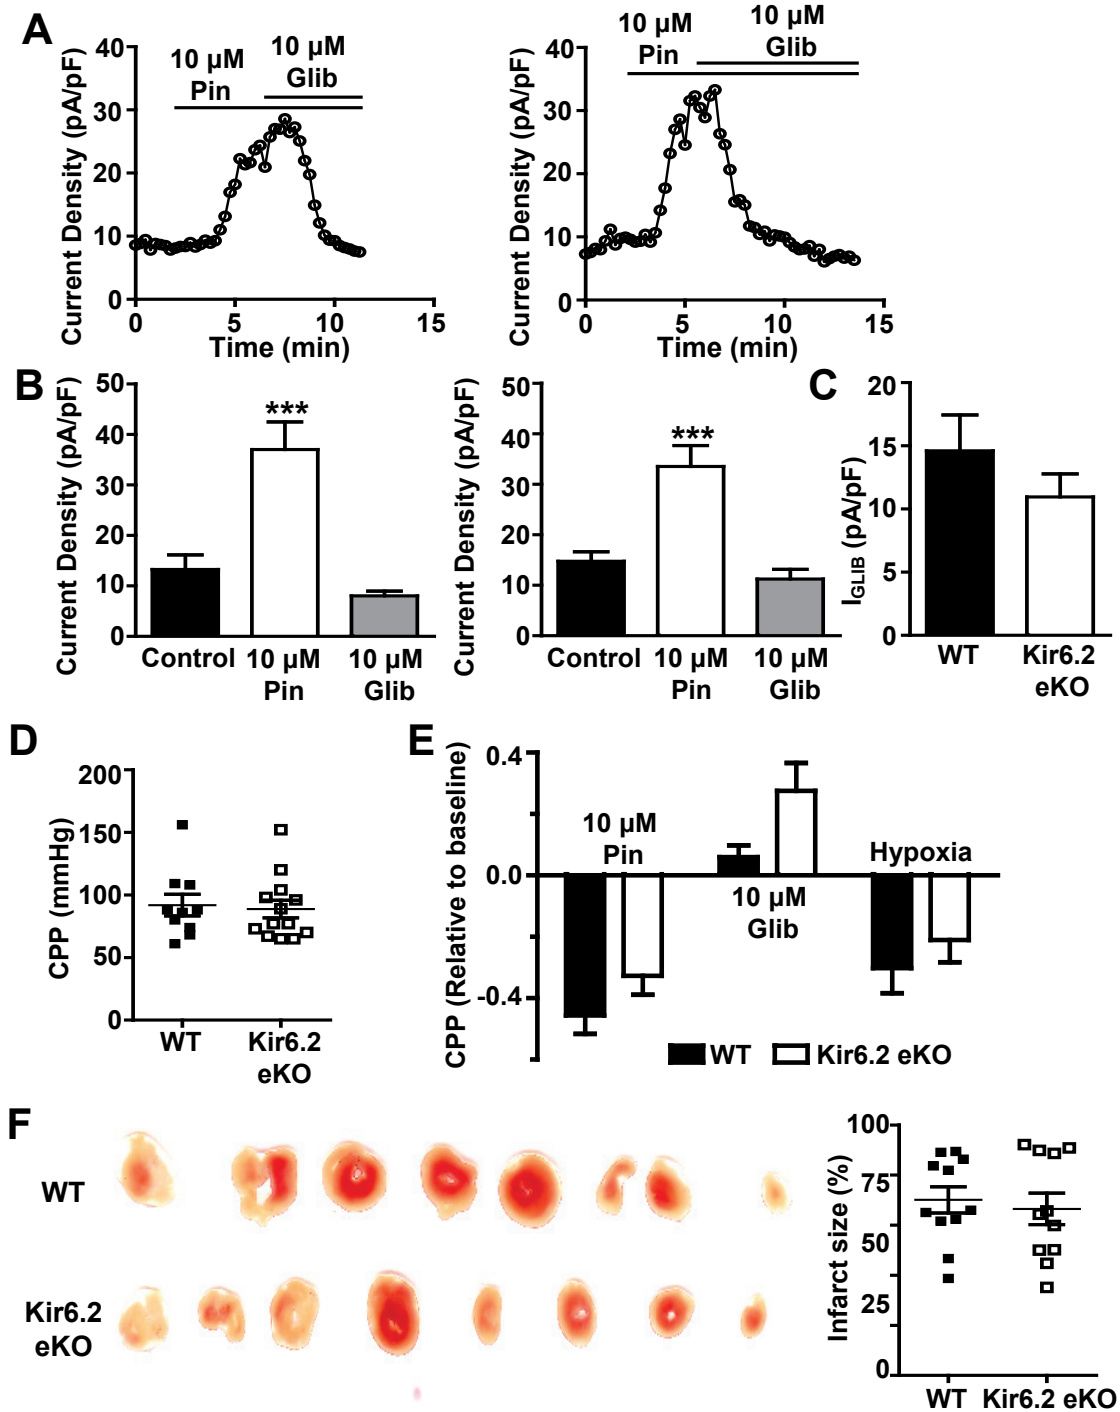 A
Current Density (pA/pF)
40
30
20
10
0
0 5 10 15
Time (min)
10 µM
Pin
10 µM
Glib
Current Density (pA/pF)
40
30
20
10
0
0 5 10 15
Time (min)
10 µM
Pin
10 µM
Glib
B
Current Density (pA/pF)
50
40
30
20
10
0
***
Control 10 µM 10 µM
Pin Glib
Current Density (pA/pF)
50
40
30
20
10
0
***
Control 10 µM 10 µM
Pin Glib
C
IGLIB (pA/pF)
20
15
10
5
0
WT Kir6.2
eKO
D
CPP (mmHg)
200
150
100
50
0
WT Kir6.2
eKO
E
CPP (Relative to baseline)
0.4
0.0
-0.4
10 µM
Pin
10 µM
Glib
Hypoxia
WT Kir6.2 eKO
F
WT
Kir6.2
eKO
Infarct size (%)
100
75
50
25
0
WT Kir6.2 eKO